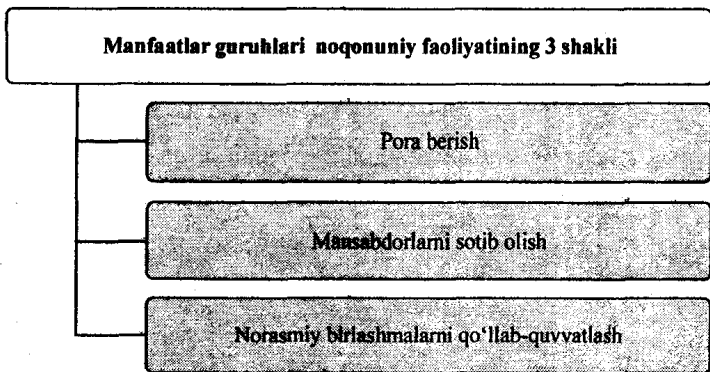 Manfaatlar guruhlari noqonuniy faoliyatining 3 shakli
Pora berish
Mansabdorlarni sotib olish
Norasmiy birlashmalarni qo‘llab-quvvatlash